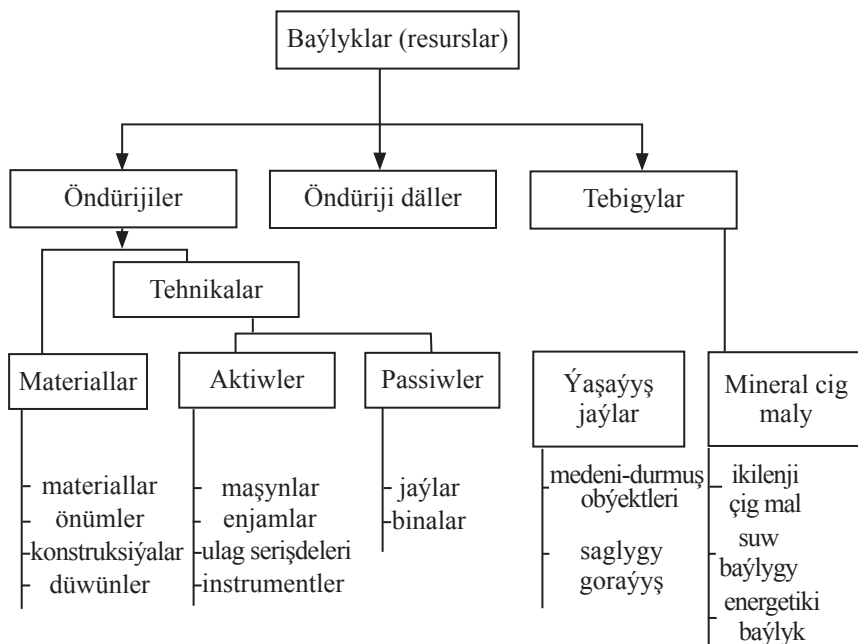 Baýlyklar (resurslar)
Öndürijiler
Öndüriji däller
Tebigylar
Tehnikalar
Materiallar
Aktiwler
Passiwler
Ýaşaýyş
jaýlar
Mineral cig
maly
materiallar
önümler
konstruksiýalar
düwünler
maşynlar
enjamlar
ulag serişdeleri
instrumentler
jaýlar
binalar
medeni-durmuş
obýektleri
saglygy
goraýyş
ikilenji
çig mal
suw
baýlygy
energetiki
baýlyk